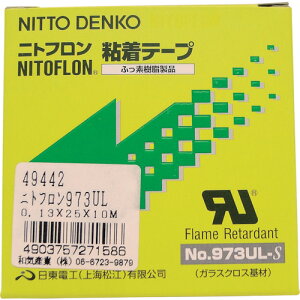 NITTO DENKO
ニトフロン 粘着テープ
NITOFLON® ふっ素樹脂製品
49442
ニトフロン973UL
0.13X25X10M
4903757271586
和気産業(株) 06-6723-9879
Flame Retardant
No.973UL-S
(ガラスクロス基材)
日東電工(上海松江)有限公司